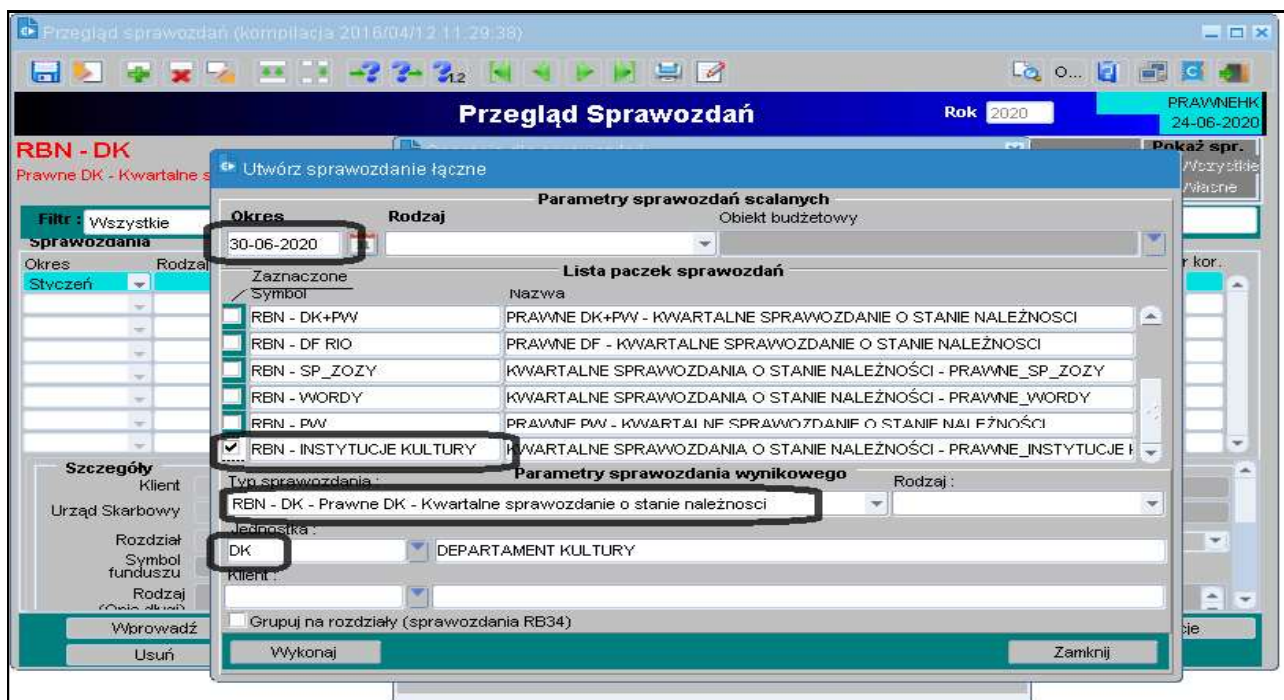 Przegląd sprawozdań (kompilacja 2016/04/12 11:29:38)
1.2 O...
Przegląd Sprawozdań Rok 2020 PRAWNEHK
24-06-2020
RBN - DK Pokaż spr.
Prawne DK - Kwartalne s Wszystkie
Własne
Utwórz sprawozdanie łączne
Filtr : Wszystkie
Parametry sprawozdań scalanych
Okres Rodzaj Obiekt budżetowy
30-06-2020
Sprawozdania
Okres Rodzaj r kor.
Styczeń
Lista paczek sprawozdań
Zaznaczone
Symbol Nazwa
RBN - DK+PW PRAWNE DK+PW - KWARTALNE SPRAWOZDANIE O STANIE NALEŻNOSCI
RBN - DF RIO PRAWNE DF - KWARTALNE SPRAWOZDANIE O STANIE NALEŻNOSCI
RBN - SP_ZOZY KWARTALNE SPRAWOZDANIA O STANIE NALEŻNOŚCI - PRAWNE_SP_ZOZY
RBN - WORDY KWARTALNE SPRAWOZDANIA O STANIE NALEŻNOŚCI - PRAWNE_WORDY
RBN - PW PRAWNE PW - KWARTALNE SPRAWOZDANIE O STANIE NALEŻNOŚCI
RBN - INSTYTUCJE KULTURY KWARTALNE SPRAWOZDANIA O STANIE NALEŻNOŚCI - PRAWNE_INSTYTUCJE
Parametry sprawozdania wynikowego
Typ sprawozdania : Rodzaj :
RBN - DK - Prawne DK - Kwartalne sprawozdanie o stanie należnosci
Jednostka :
DK DEPARTAMENT KULTURY
Klient :
Grupuj na rozdziały (sprawozdania RB34)
Wykonaj Zamknij
Szczegóły
Klient
Urząd Skarbowy
Rozdział
Symbol
funduszu
Rodzaj
Wprowadź cje
Usuń